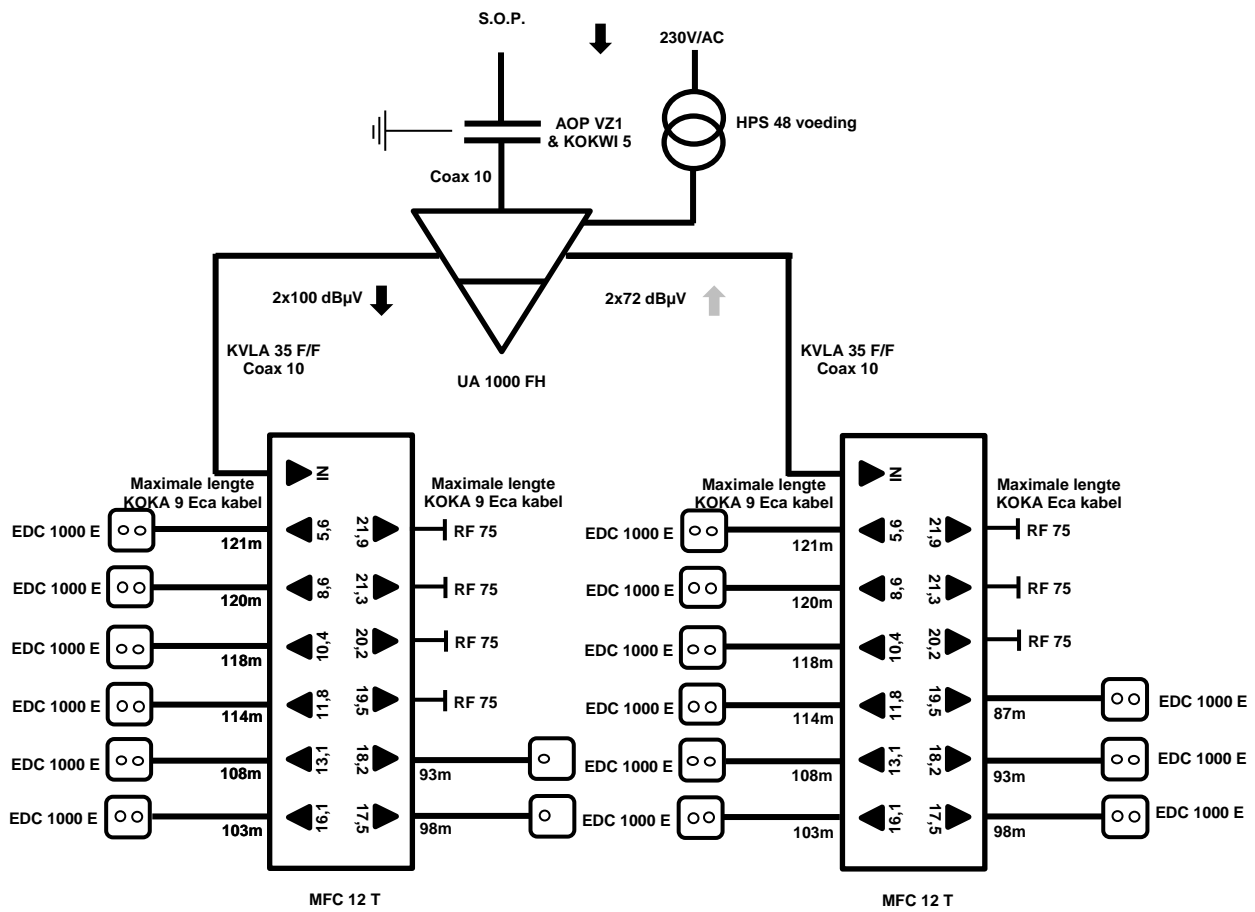 S.O.P.
230V/AC
AOP VZ1
& KOKWI 5
HPS 48 voeding
Coax 10
2x100 dBµV
2x72 dBµV
KVLA 35 F/F
Coax 10
UA 1000 FH
KVLA 35 F/F
Coax 10
Maximale lengte
KOKA 9 Eca kabel
IN
Maximale lengte
KOKA 9 Eca kabel
EDC 1000 E
121m
5,6
21,9
RF 75
EDC 1000 E
120m
8,6
21,3
RF 75
EDC 1000 E
118m
10,4
20,2
RF 75
EDC 1000 E
114m
11,8
19,5
RF 75
EDC 1000 E
108m
13,1
18,2
93m
EDC 1000 E
103m
16,1
17,5
98m
MFC 12 T
Maximale lengte
KOKA 9 Eca kabel
IN
Maximale lengte
KOKA Eca kabel
EDC 1000 E
121m
5,6
21,9
RF 75
EDC 1000 E
120m
8,6
21,3
RF 75
EDC 1000 E
118m
10,4
20,2
RF 75
EDC 1000 E
114m
11,8
19,5
87m
EDC 1000 E
EDC 1000 E
108m
13,1
18,2
93m
EDC 1000 E
EDC 1000 E
103m
16,1
17,5
98m
EDC 1000 E
MFC 12 T